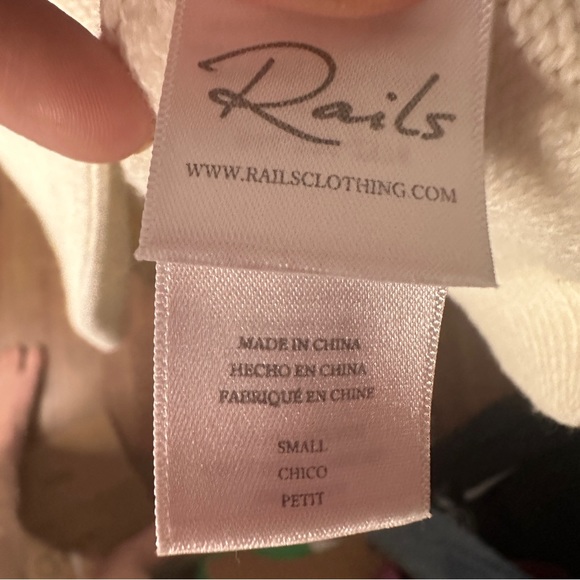 Rails
WWW.RAILSCLOTHING.COM
MADE IN CHINA
HECHO EN CHINA
FABRIQUÉ EN CHINE
SMALL
CHICO
PETIT